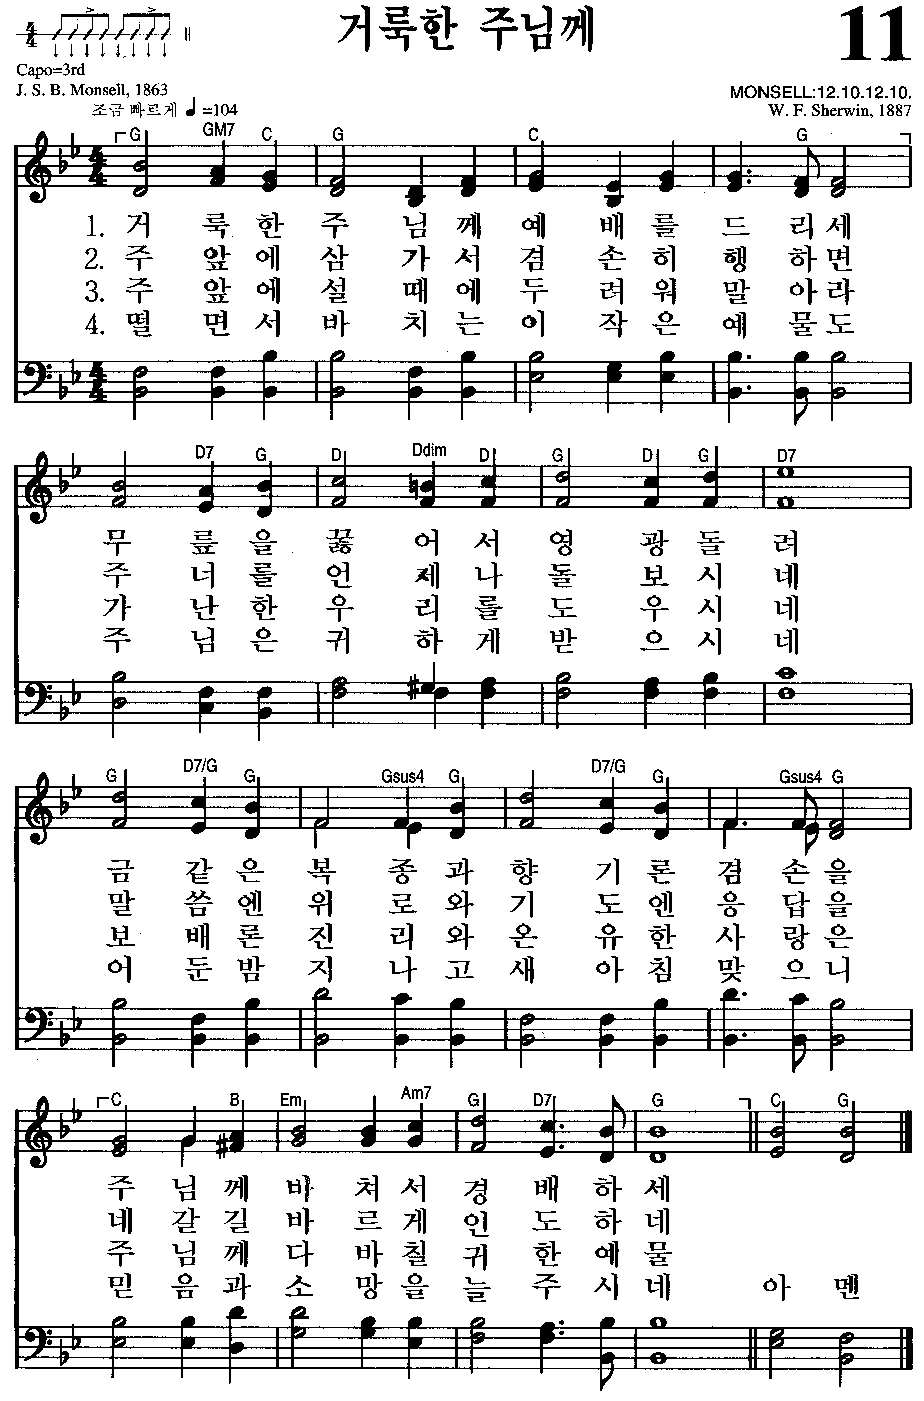 4/4
거룩한 주님께
11
Capo=3rd
J. S. B. Monsell, 1863
조금 빠르게 ♩=104
MONSELL:12.10.12.10.
W. F. Sherwin, 1887
G GM7 C G C G
1. 거 룩 한 주 님 께 예 배 를 드 리 세
2. 주 앞 에 삼 가 서 겸 손 히 행 하 면
3. 주 앞 에 설 때 에 두 려 워 말 아 라
4. 떨 면 서 바 치 는 이 작 은 예 물 도
D7 G D Ddim D G D G D7
무 릎 을 꿇 어 서 영 광 돌 려
주 너 를 언 제 나 돌 보 시 네
가 난 한 우 리 를 도 우 시 네
주 님 은 귀 하 게 받 으 시 네
G D7/G G Gsus4 G D7/G G Gsus4 G
금 같 은 복 종 과 향 기 론 겸 손 을
말 씀 엔 위 로 와 기 도 엔 응 답 을
보 배 론 진 리 와 온 유 한 사 랑 은
어 둔 밤 지 나 고 새 아 침 맞 으 니
C B Em Am7 G D7 G C G
주 님 께 바 쳐 서 경 배 하 세
네 갈 길 바 르 게 인 도 하 네
주 님 께 다 바 칠 귀 한 예 물
믿 음 과 소 망 을 늘 주 시 네 아 멘